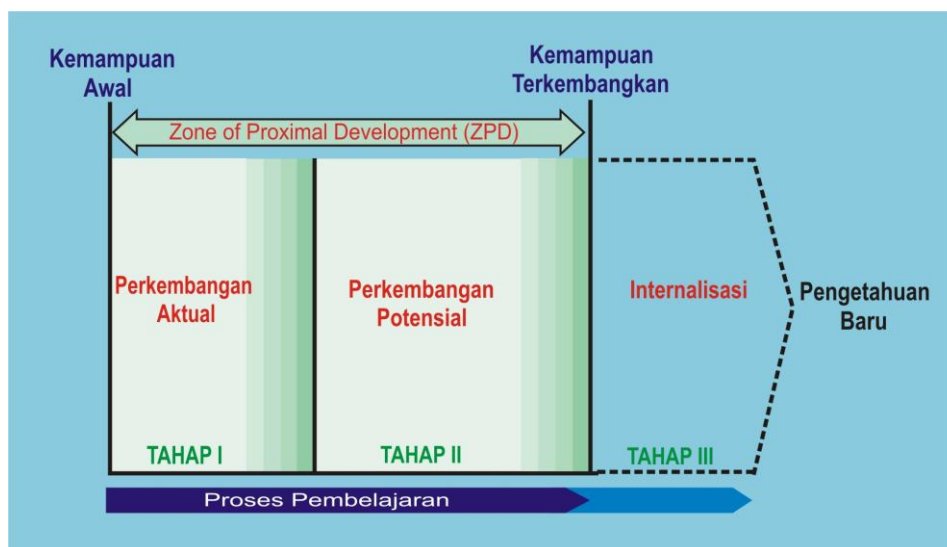 Kemampuan
Awal
Kemampuan
Terkembangkan
Zone of Proximal Development (ZPD)
Perkembangan
Aktual
Perkembangan
Potensial
Internalisasi
Pengetahuan
Baru
TAHAP I
TAHAP II
TAHAP III
Proses Pembelajaran